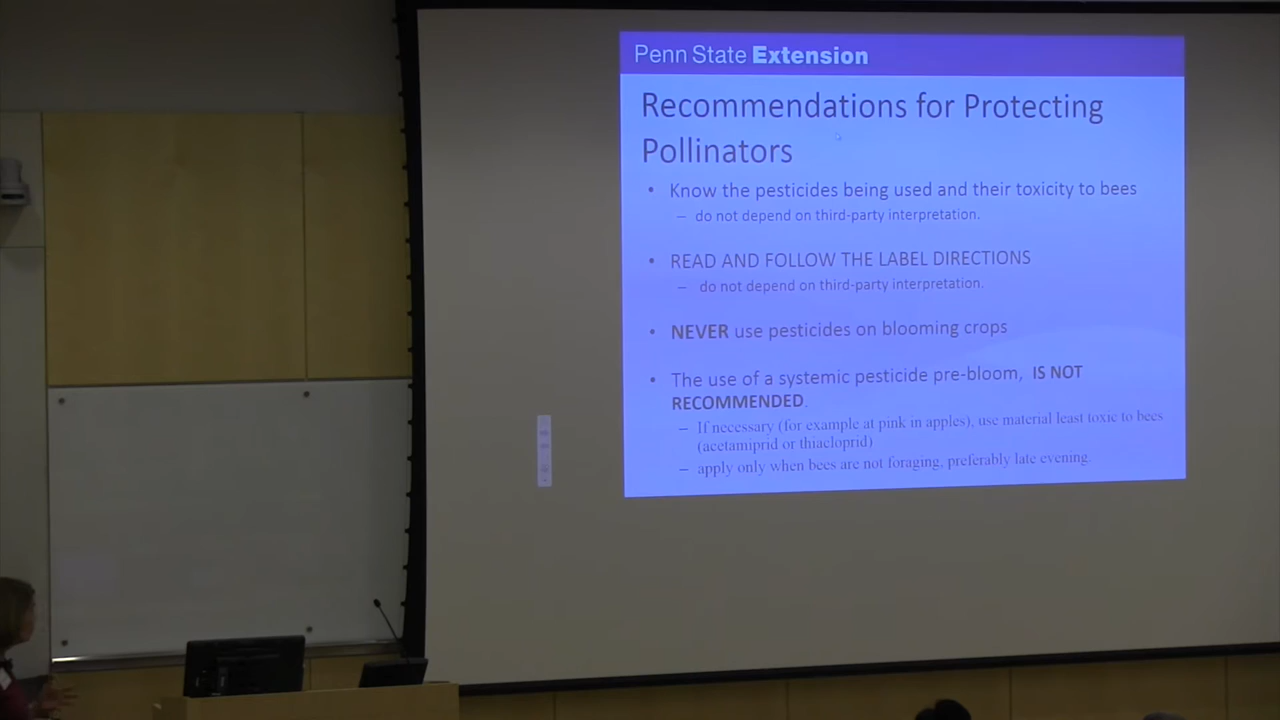 Penn State Extension
Recommendations for Protecting
Pollinators
• Know the pesticides being used and their toxicity to bees
– do not depend on third-party interpretation.
• READ AND FOLLOW THE LABEL DIRECTIONS
– do not depend on third-party interpretation.
• NEVER use pesticides on blooming crops
• The use of a systemic pesticide pre-bloom, IS NOT
RECOMMENDED.
– If necessary (for example at pink in apples), use material least toxic to bees
(acetamiprid or thiacloprid)
– apply only when bees are not foraging, preferably late evening.